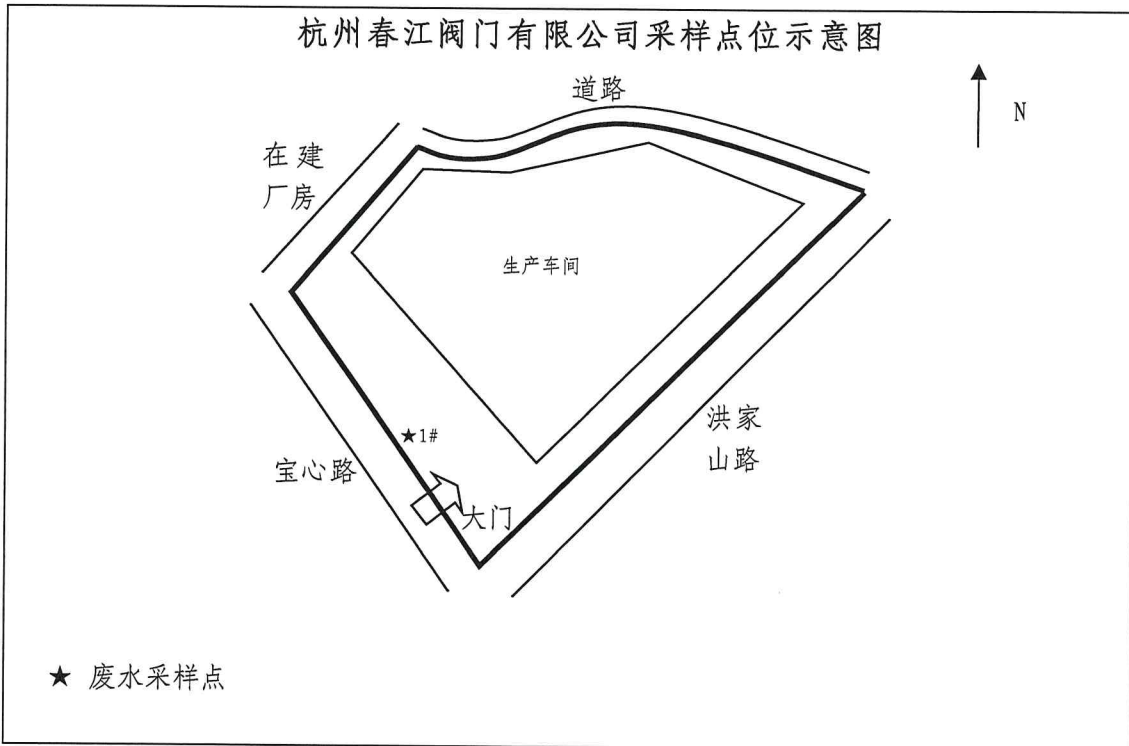 杭州春江阀门有限公司采样点位示意图
道路
N
在建
厂房
生产车间
洪家
山路
★1#
宝心路
大门
★ 废水采样点